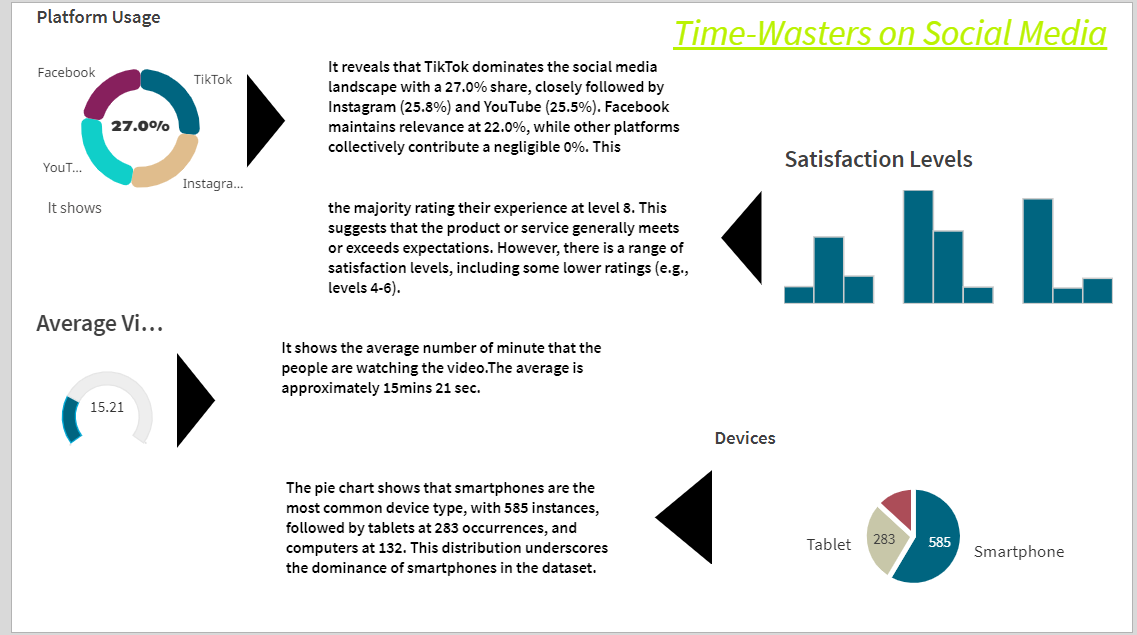 Platform Usage
Time-Wasters on Social Media
Facebook
TikTok
27.0%
YouT...
Instagra...
It shows
It reveals that TikTok dominates the social media
landscape with a 27.0% share, closely followed by
Instagram (25.8%) and YouTube (25.5%). Facebook
maintains relevance at 22.0%, while other platforms
collectively contribute a negligible 0%. This
Satisfaction Levels
the majority rating their experience at level 8. This
suggests that the product or service generally meets
or exceeds expectations. However, there is a range of
satisfaction levels, including some lower ratings (e.g.,
levels 4-6).
Average Vi...
15.21
It shows the average number of minute that the
people are watching the video.The average is
approximately 15mins 21 sec.
Devices
The pie chart shows that smartphones are the
most common device type, with 585 instances,
followed by tablets at 283 occurrences, and
computers at 132. This distribution underscores
the dominance of smartphones in the dataset.
Tablet
283
585
Smartphone